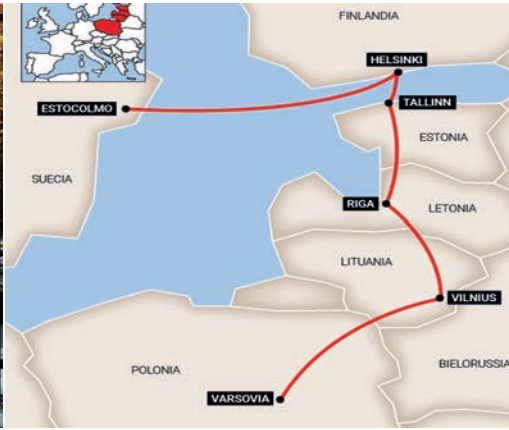 FINLANDIA
HELSINKI
ESTOCOLMO
TALLINN
ESTONIA
SUECIA
RIGA
LETONIA
LITUANIA
VILNIUS
POLONIA
BIELORUSSIA
VARSOVIA